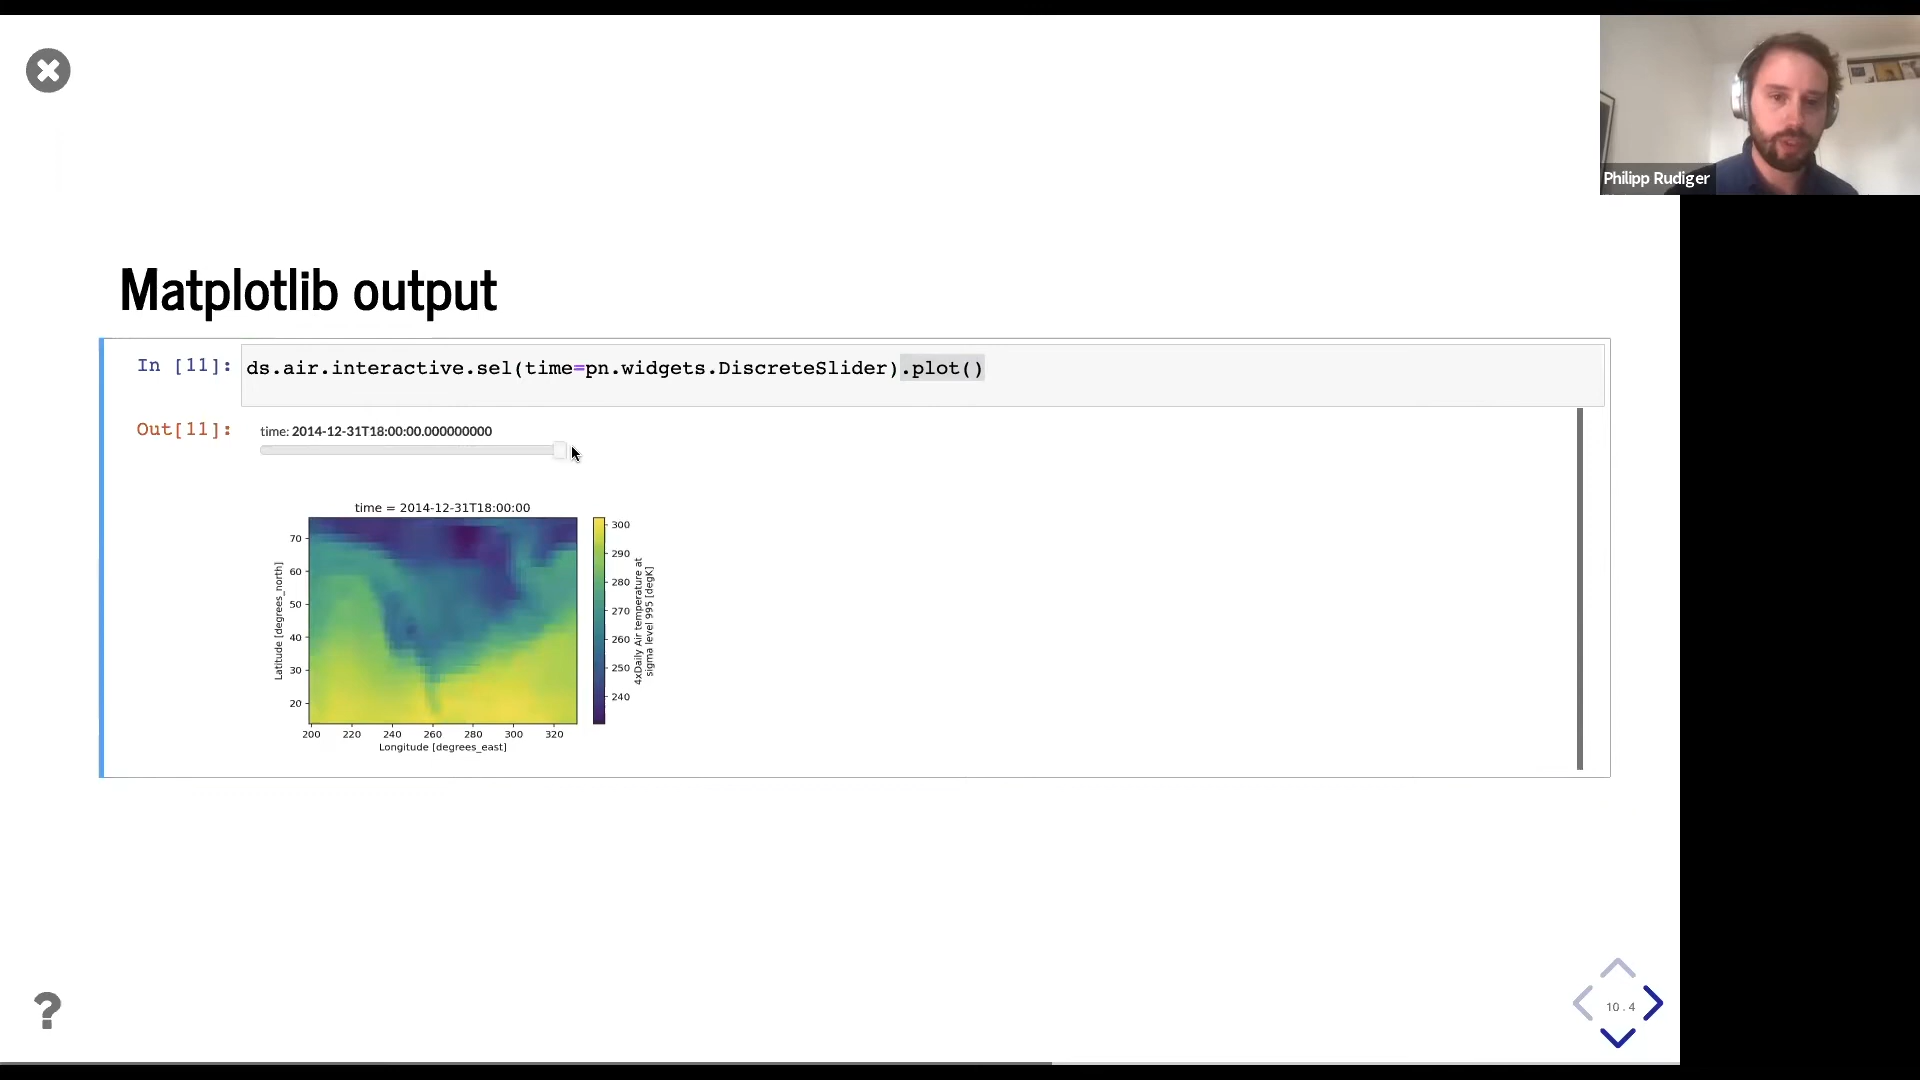 Philipp Rudiger
Matplotlib output
In [11]: ds.air.interactive.sel(time=pn.widgets.DiscreteSlider).plot()
Out[11]: time: 2014-12-31T18:00:00.000000000
time = 2014-12-31T18:00:00
70
60
50
40
30
20
Latitude [degrees_north]
200 220 240 260 280 300 320
Longitude [degrees_east]
300
290
280
270
260
250
240
4xDaily Air temperature at
sigma level 995 [degK]
?
10.4